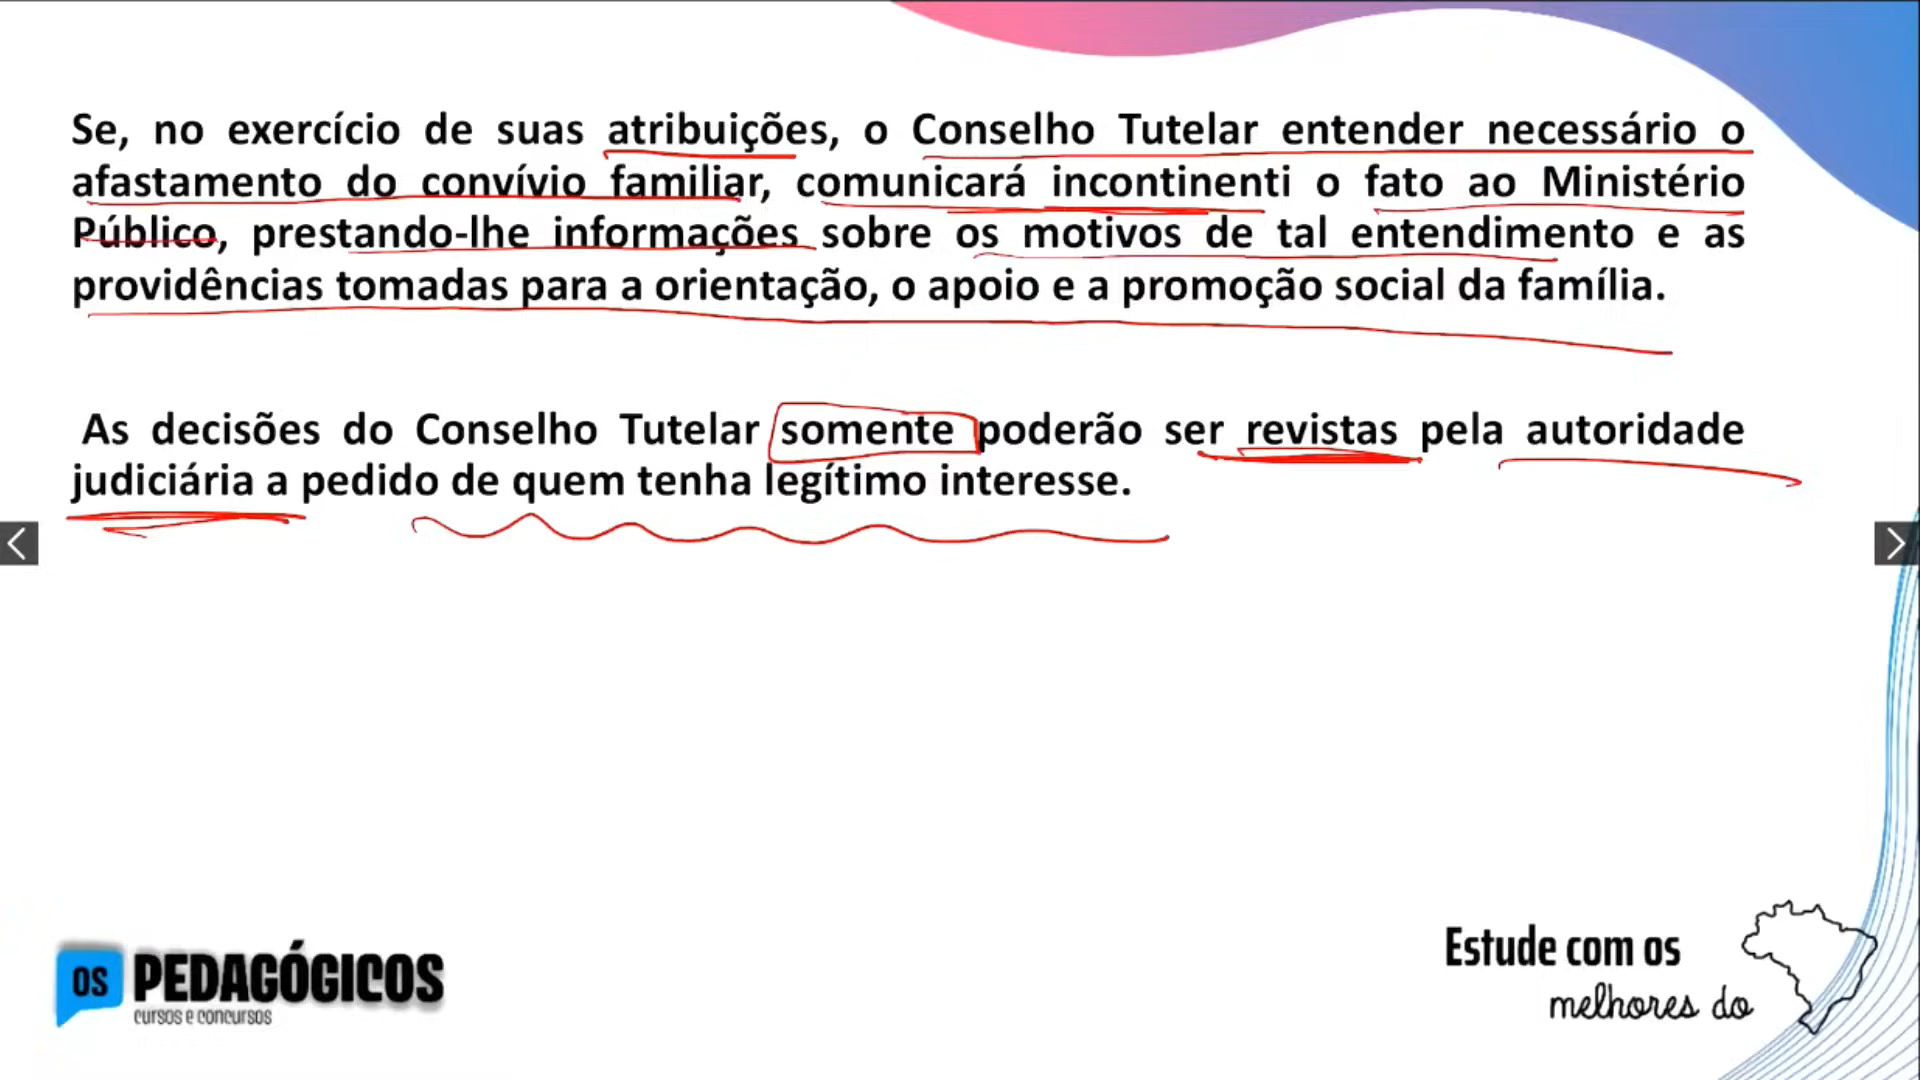 Se, no exercício de suas atribuições, o Conselho Tutelar entender necessário o
afastamento do convívio familiar, comunicará incontinenti o fato ao Ministério
Público, prestando-lhe informações sobre os motivos de tal entendimento e as
providências tomadas para a orientação, o apoio e a promoção social da família.
As decisões do Conselho Tutelar somente poderão ser revistas pela autoridade
judiciária a pedido de quem tenha legítimo interesse.
OS PEDAGÓGICOS
cursos e concursos
Estude com os
melhores do